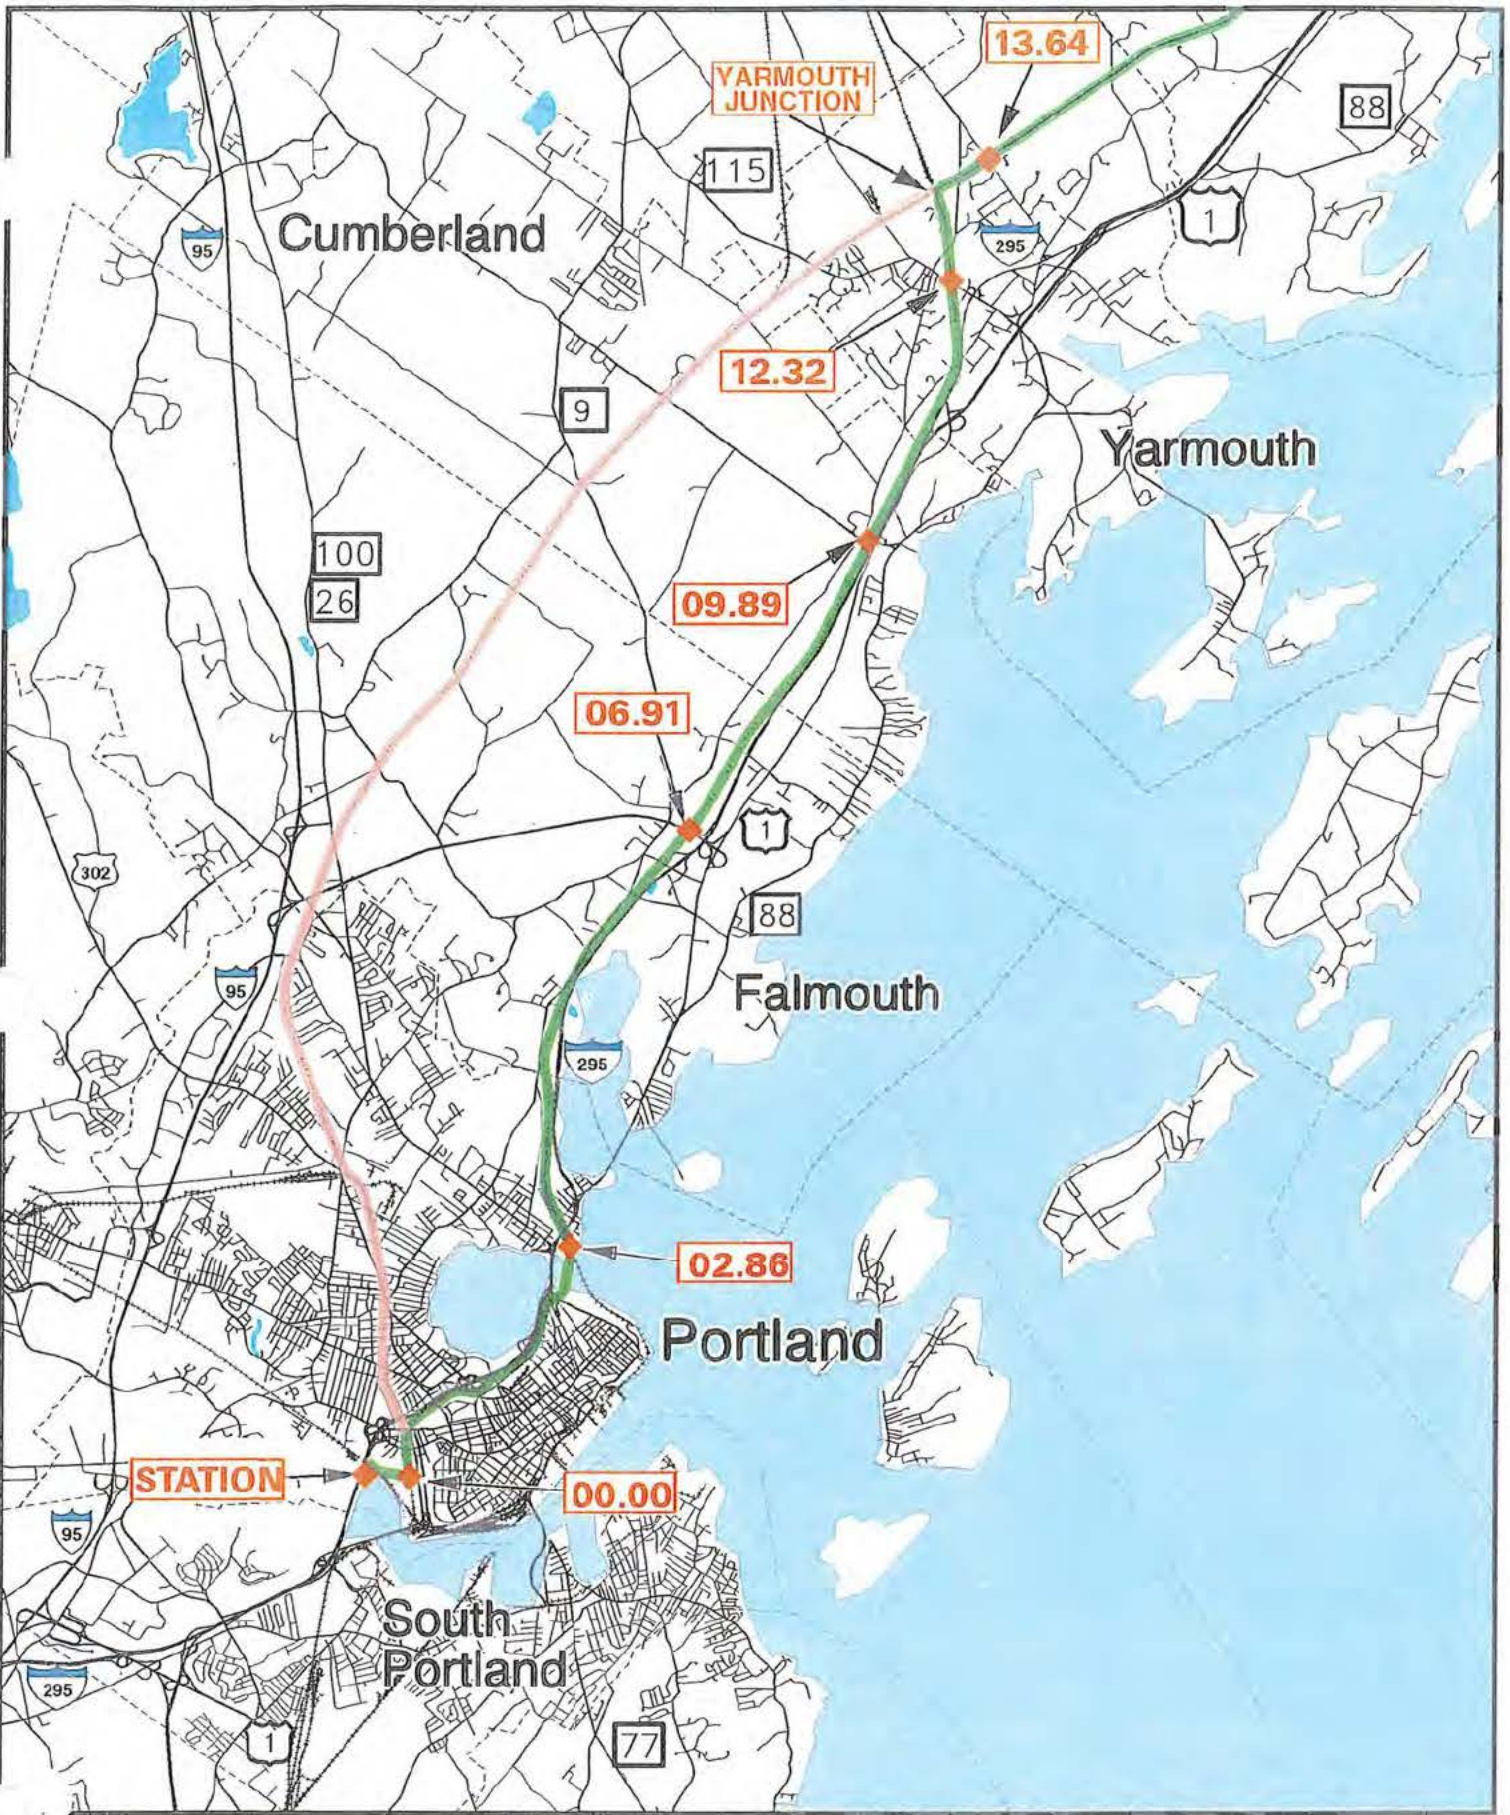 13.64
YARMOUTH
JUNCTION
88
115
1
Cumberland
95
295
12.32
9
Yarmouth
100
26
09.89
06.91
1
302
88
95
Falmouth
295
02.86
Portland
STATION
00.00
95
South
Portland
295
1
77